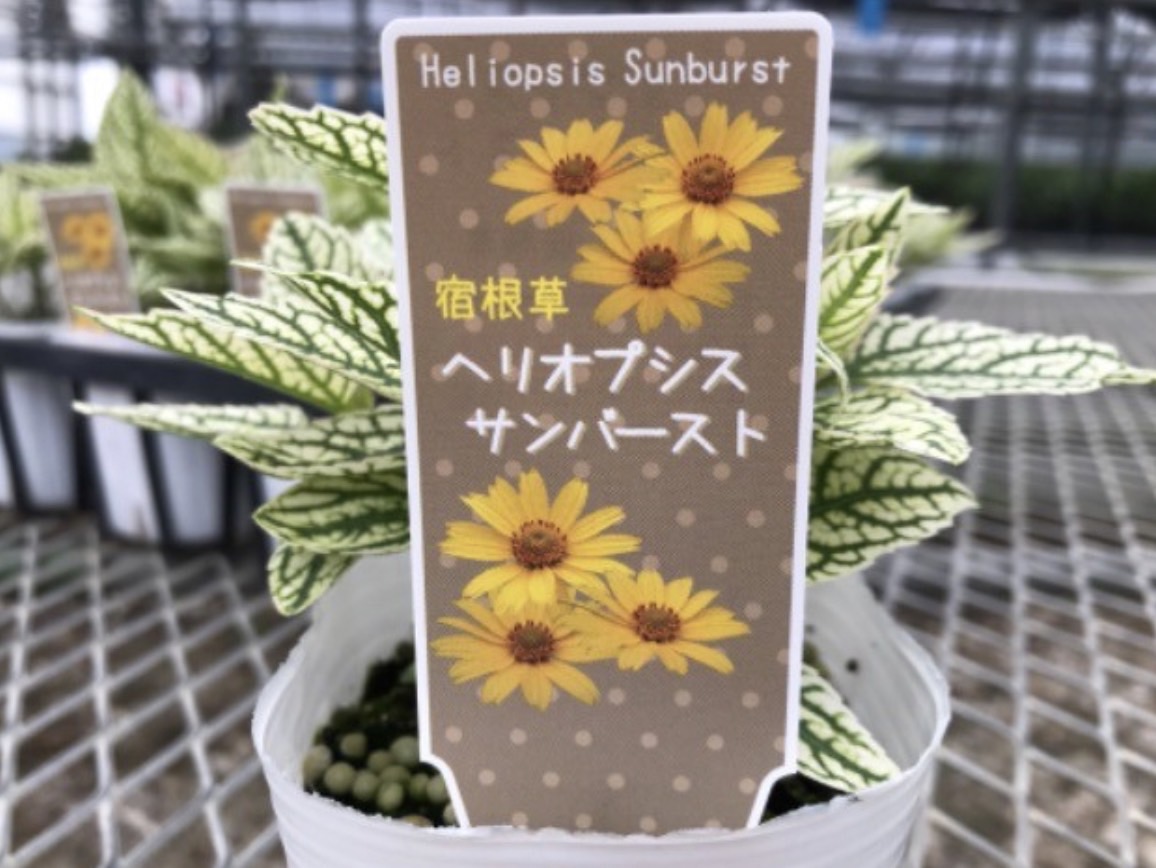 Heliopsis Sunburst
宿根草
ヘリオプシス
サンバースト